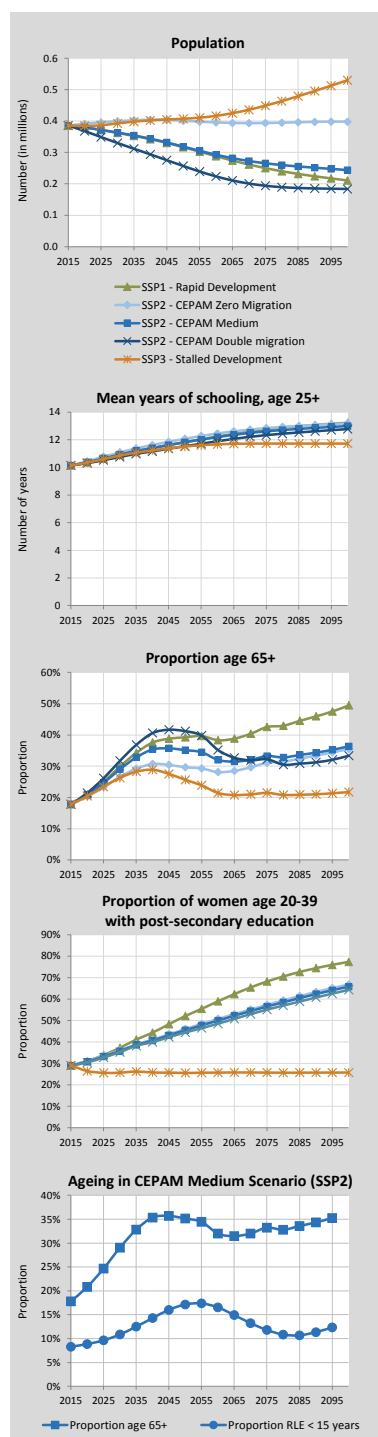 Population
Number (in millions)
0.6
0.5
0.4
0.3
0.2
0.1
0.0
2015 2025 2035 2045 2055 2065 2075 2085 2095
SSP1 - Rapid Development
SSP2 - CEPAM Zero Migration
SSP2 - CEPAM Medium
SSP2 - CEPAM Double migration
SSP3 - Stalled Development
Mean years of schooling, age 25+
Number of years
14
12
10
8
6
4
2
0
2015 2025 2035 2045 2055 2065 2075 2085 2095
Proportion age 65+
Proportion
60%
50%
40%
30%
20%
10%
0%
2015 2025 2035 2045 2055 2065 2075 2085 2095
Proportion of women age 20-39
with post-secondary education
Proportion
90%
80%
70%
60%
50%
40%
30%
20%
10%
0%
2015 2025 2035 2045 2055 2065 2075 2085 2095
Ageing in CEPAM Medium Scenario (SSP2)
Proportion
40%
35%
30%
25%
20%
15%
10%
5%
0%
2015 2025 2035 2045 2055 2065 2075 2085 2095
Proportion age 65+ Proportion RLE < 15 years